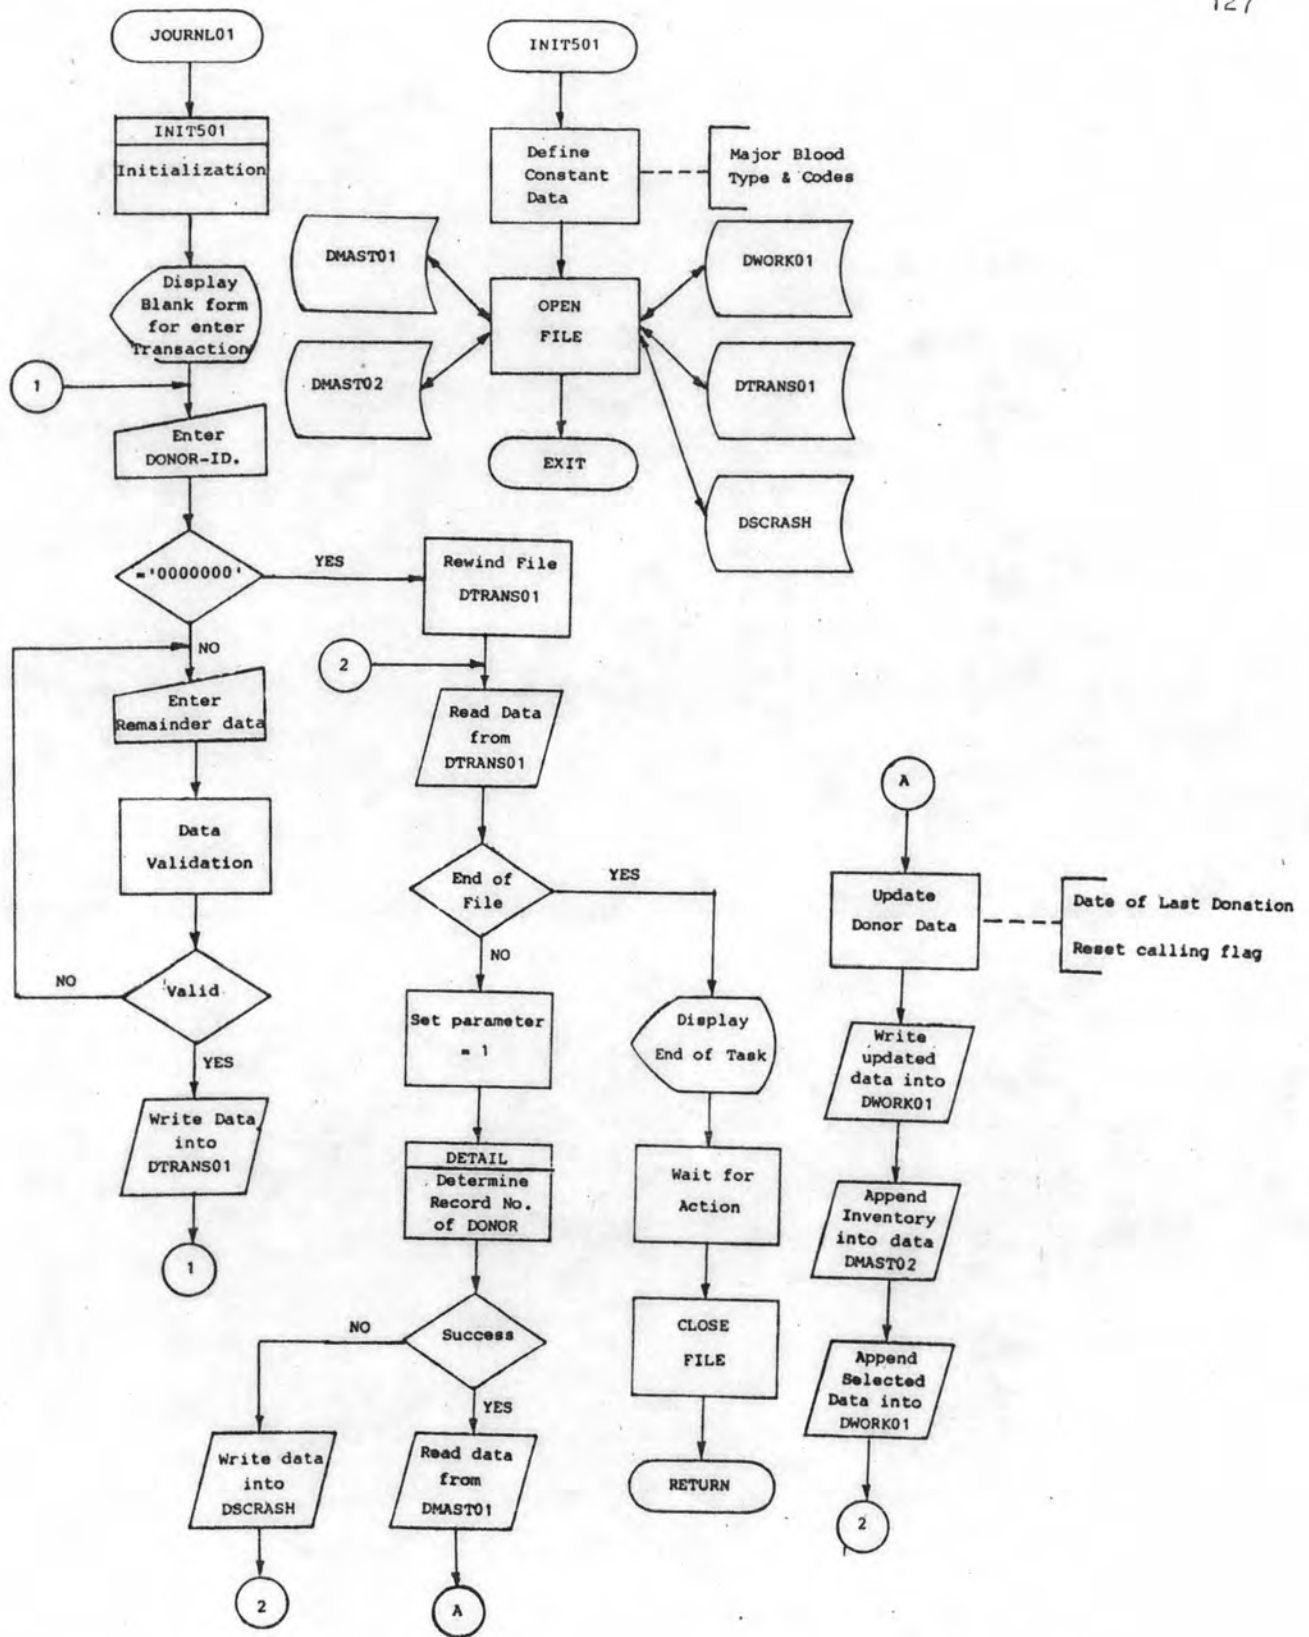 127
JOURNL01
INIT501
Initialization
Display
Blank form
for enter
Transaction
1
Enter
DONOR-ID.
='0000000'
YES
NO
Enter
Remainder data
Data
Validation
Valid
NO
YES
Write Data
into
DTRANS01
1
INIT501
Define
Constant
Data
Major Blood
Type & Codes
DMAST01
DMAST02
OPEN
FILE
DWORK01
DTRANS01
DSCRASH
EXIT
Rewind File
DTRANS01
2
Read Data
from
DTRANS01
End of
File
YES
NO
Set parameter
= 1
DETAIL
Determine
Record No.
of DONOR
Success
NO
YES
Write data
into
DSCRASH
2
Read data
from
DMAST01
A
Display
End of Task
Wait for
Action
CLOSE
FILE
RETURN
A
Update
Donor Data
Date of Last Donation
Reset calling flag
Write
updated
data into
DWORK01
Append
Inventory
into data
DMAST02
Append
Selected
Data into
DWORK01
2